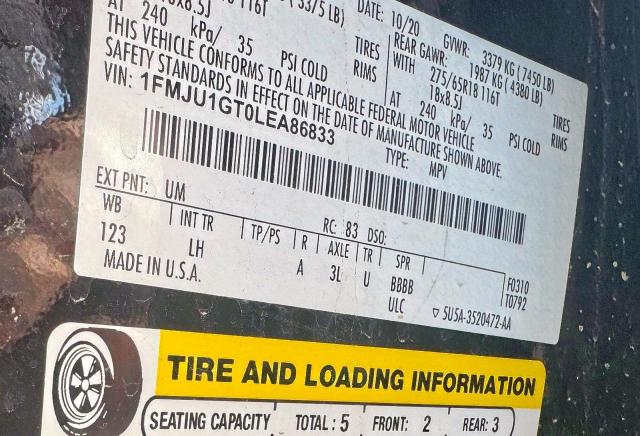 DATE: 10/20 GVWR: 3379 KG (7450 LB)
REAR GAWR: 1987 KG (4380 LB)
WITH 275/65R18 116T TIRES
18x8.5J RIMS
AT 240 kPa/ 35 PSI COLD
AT 240 kPa/ 35 PSI COLD
TIRES
RIMS
THIS VEHICLE CONFORMS TO ALL APPLICABLE FEDERAL MOTOR VEHICLE
SAFETY STANDARDS IN EFFECT ON THE DATE OF MANUFACTURE SHOWN ABOVE.
VIN: 1FMJU1GT0LEA86833
TYPE: MPV
EXT PNT: UM
RC: 83 DSO:
WB INT TR TP/PS R AXLE TR SPR
123 LH A 3L U BBBB F0310
ULC T0792
MADE IN U.S.A. ▽ 5U5A-3520472-AA
TIRE AND LOADING INFORMATION
SEATING CAPACITY TOTAL: 5 FRONT: 2 REAR: 3